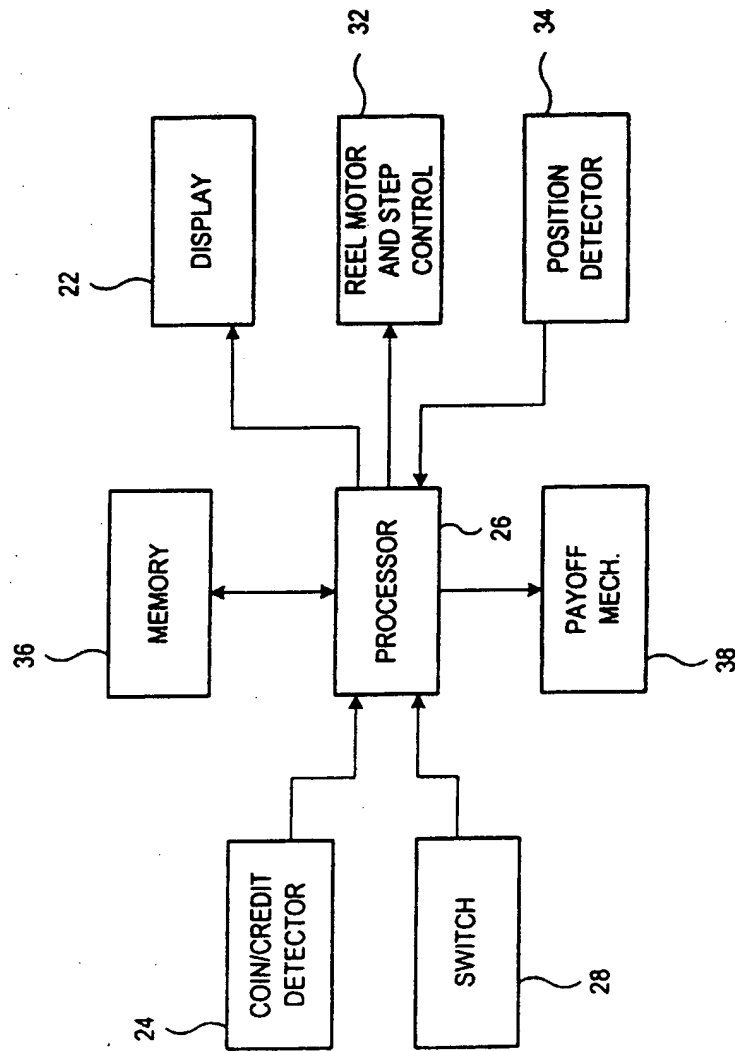 36
MEMORY
22
DISPLAY
24
COIN/CREDIT
DETECTOR
PROCESSOR
26
REEL MOTOR
AND STEP
CONTROL
32
SWITCH
28
PAYOFF
MECH.
38
POSITION
DETECTOR
34